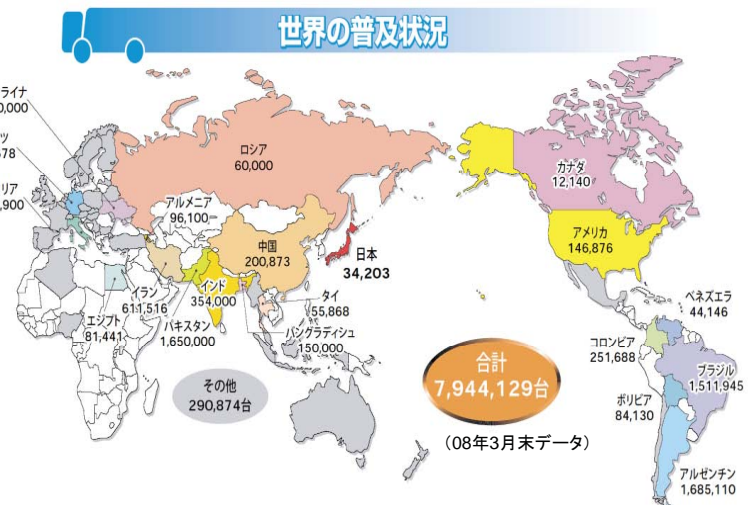 世界の普及状況
ライナ
ツ
リア
ロシア
60,000
アルメニア
96,100
中国
200,873
日本
34,203
イラン
611,516
インド
354,000
エジプト
81,441
パキスタン
1,650,000
タイ
55,868
バングラディシュ
150,000
その他
290,874台
合計
7,944,129台
(08年3月末データ)
カナダ
12,140
アメリカ
146,876
ベネズエラ
44,146
コロンビア
251,688
ブラジル
1,511,945
ボリビア
84,130
アルゼンチン
1,685,110